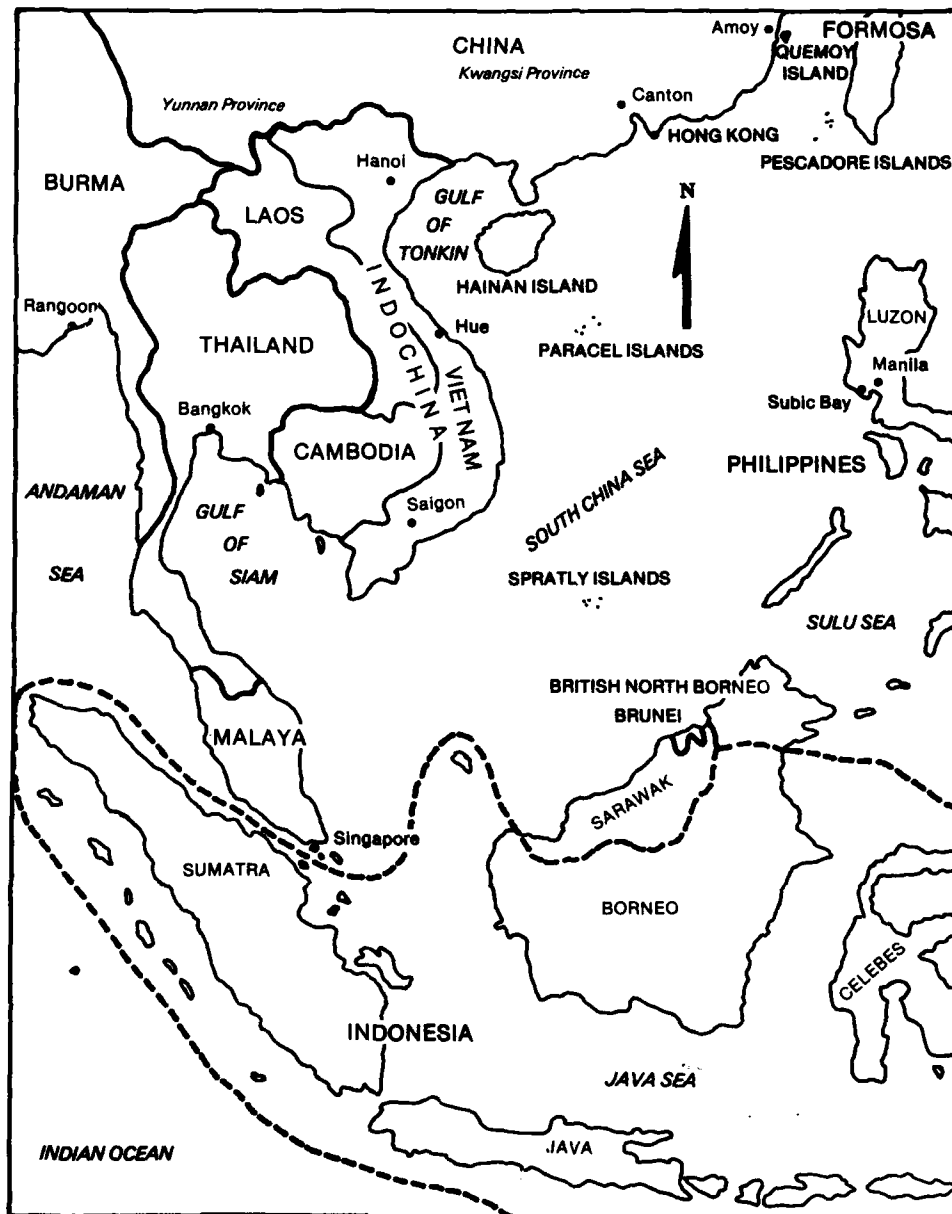 Amoy
FORMOSA
CHINA
QUEMOY
ISLAND
Kwangsi Province
Yunnan Province
Canton
HONG KONG
PESCADORE ISLANDS
Hanoi
BURMA
LAOS
GULF
OF
TONKIN
N
HAINAN ISLAND
INDOCHINA
Rangoon
THAILAND
Hue
PARACEL ISLANDS
LUZON
Manila
Subic Bay
VIETNAM
Bangkok
CAMBODIA
PHILIPPINES
ANDAMAN
SEA
GULF
OF
SIAM
Saigon
SOUTH CHINA SEA
SPRATLY ISLANDS
SULU SEA
BRITISH NORTH BORNEO
BRUNEI
MALAYA
SARAWAK
Singapore
SUMATRA
BORNEO
CELEBES
INDONESIA
JAVA SEA
INDIAN OCEAN
JAVA